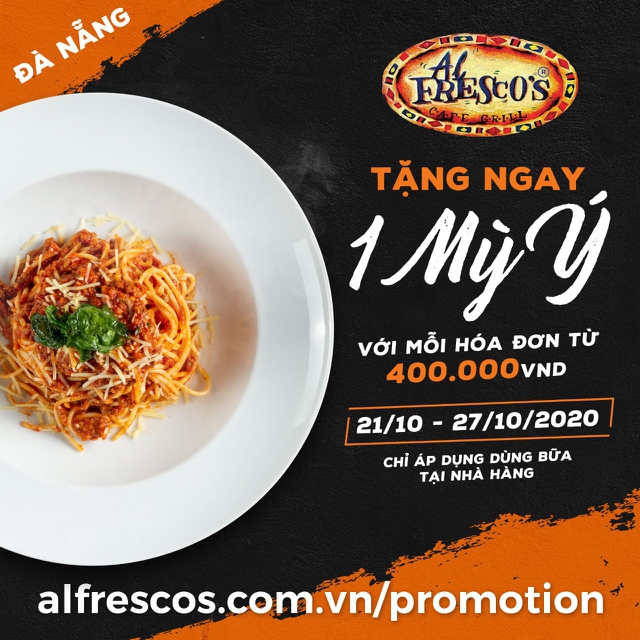 ĐÀ NẴNG
AL
FRESCO'S®
CAFE GRILL
TẶNG NGAY
1 Mỳ Ý
VỚI MỖI HÓA ĐƠN TỪ
400.000VND
21/10 - 27/10/2020
CHỈ ÁP DỤNG DÙNG BỮA
TẠI NHÀ HÀNG
alfrescos.com.vn/promotion